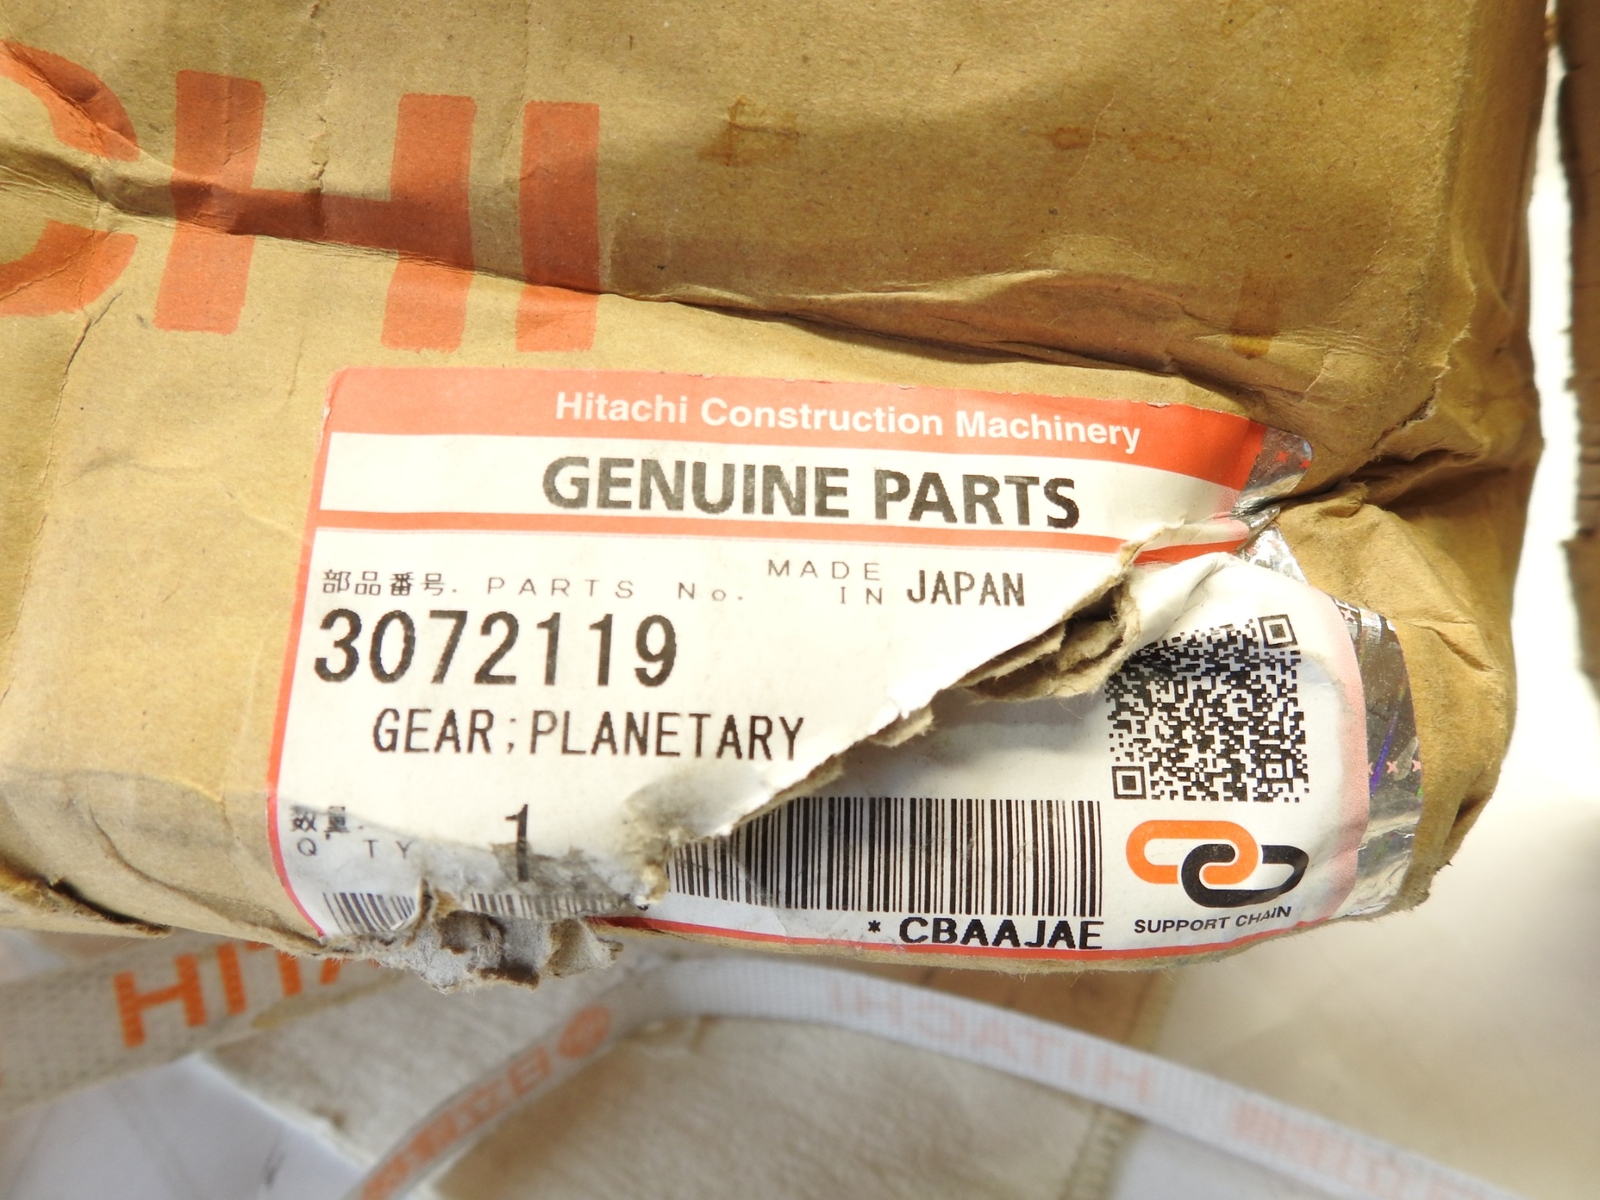 CHI
Hitachi Construction Machinery
GENUINE PARTS
部品番号. PARTS No. MADE IN JAPAN
3072119
GEAR;PLANETARY
数量.
Q'TY 1
* CBAAJAE
SUPPORT CHAIN
HITA
HITACHI